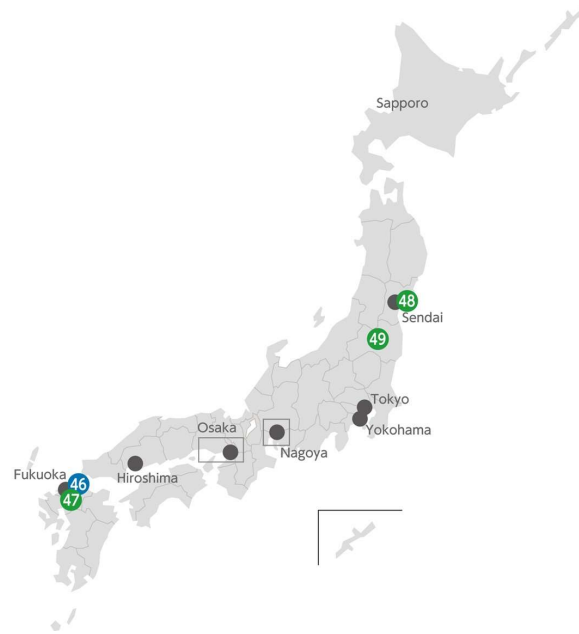 Sapporo
48
Sendai
49
Tokyo
Yokohama
Osaka
Nagoya
Fukuoka
46
Hiroshima
47